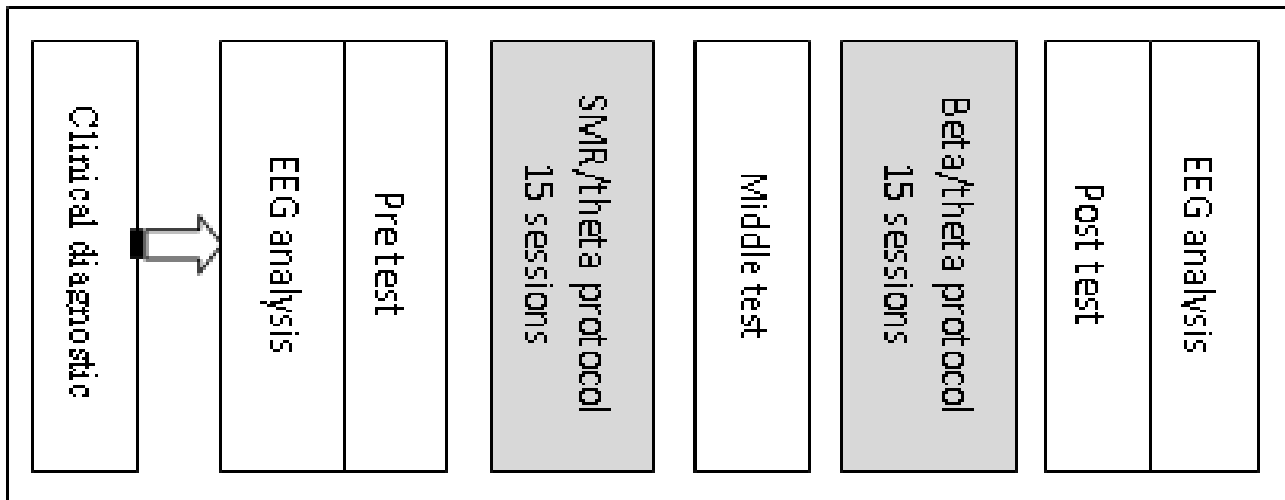 Clinical diagnostic
EEG analysis
Pre test
SMR/theta protocol
15 sessions
Middle test
Beta/theta protocol
15 sessions
Post test
EEG analysis